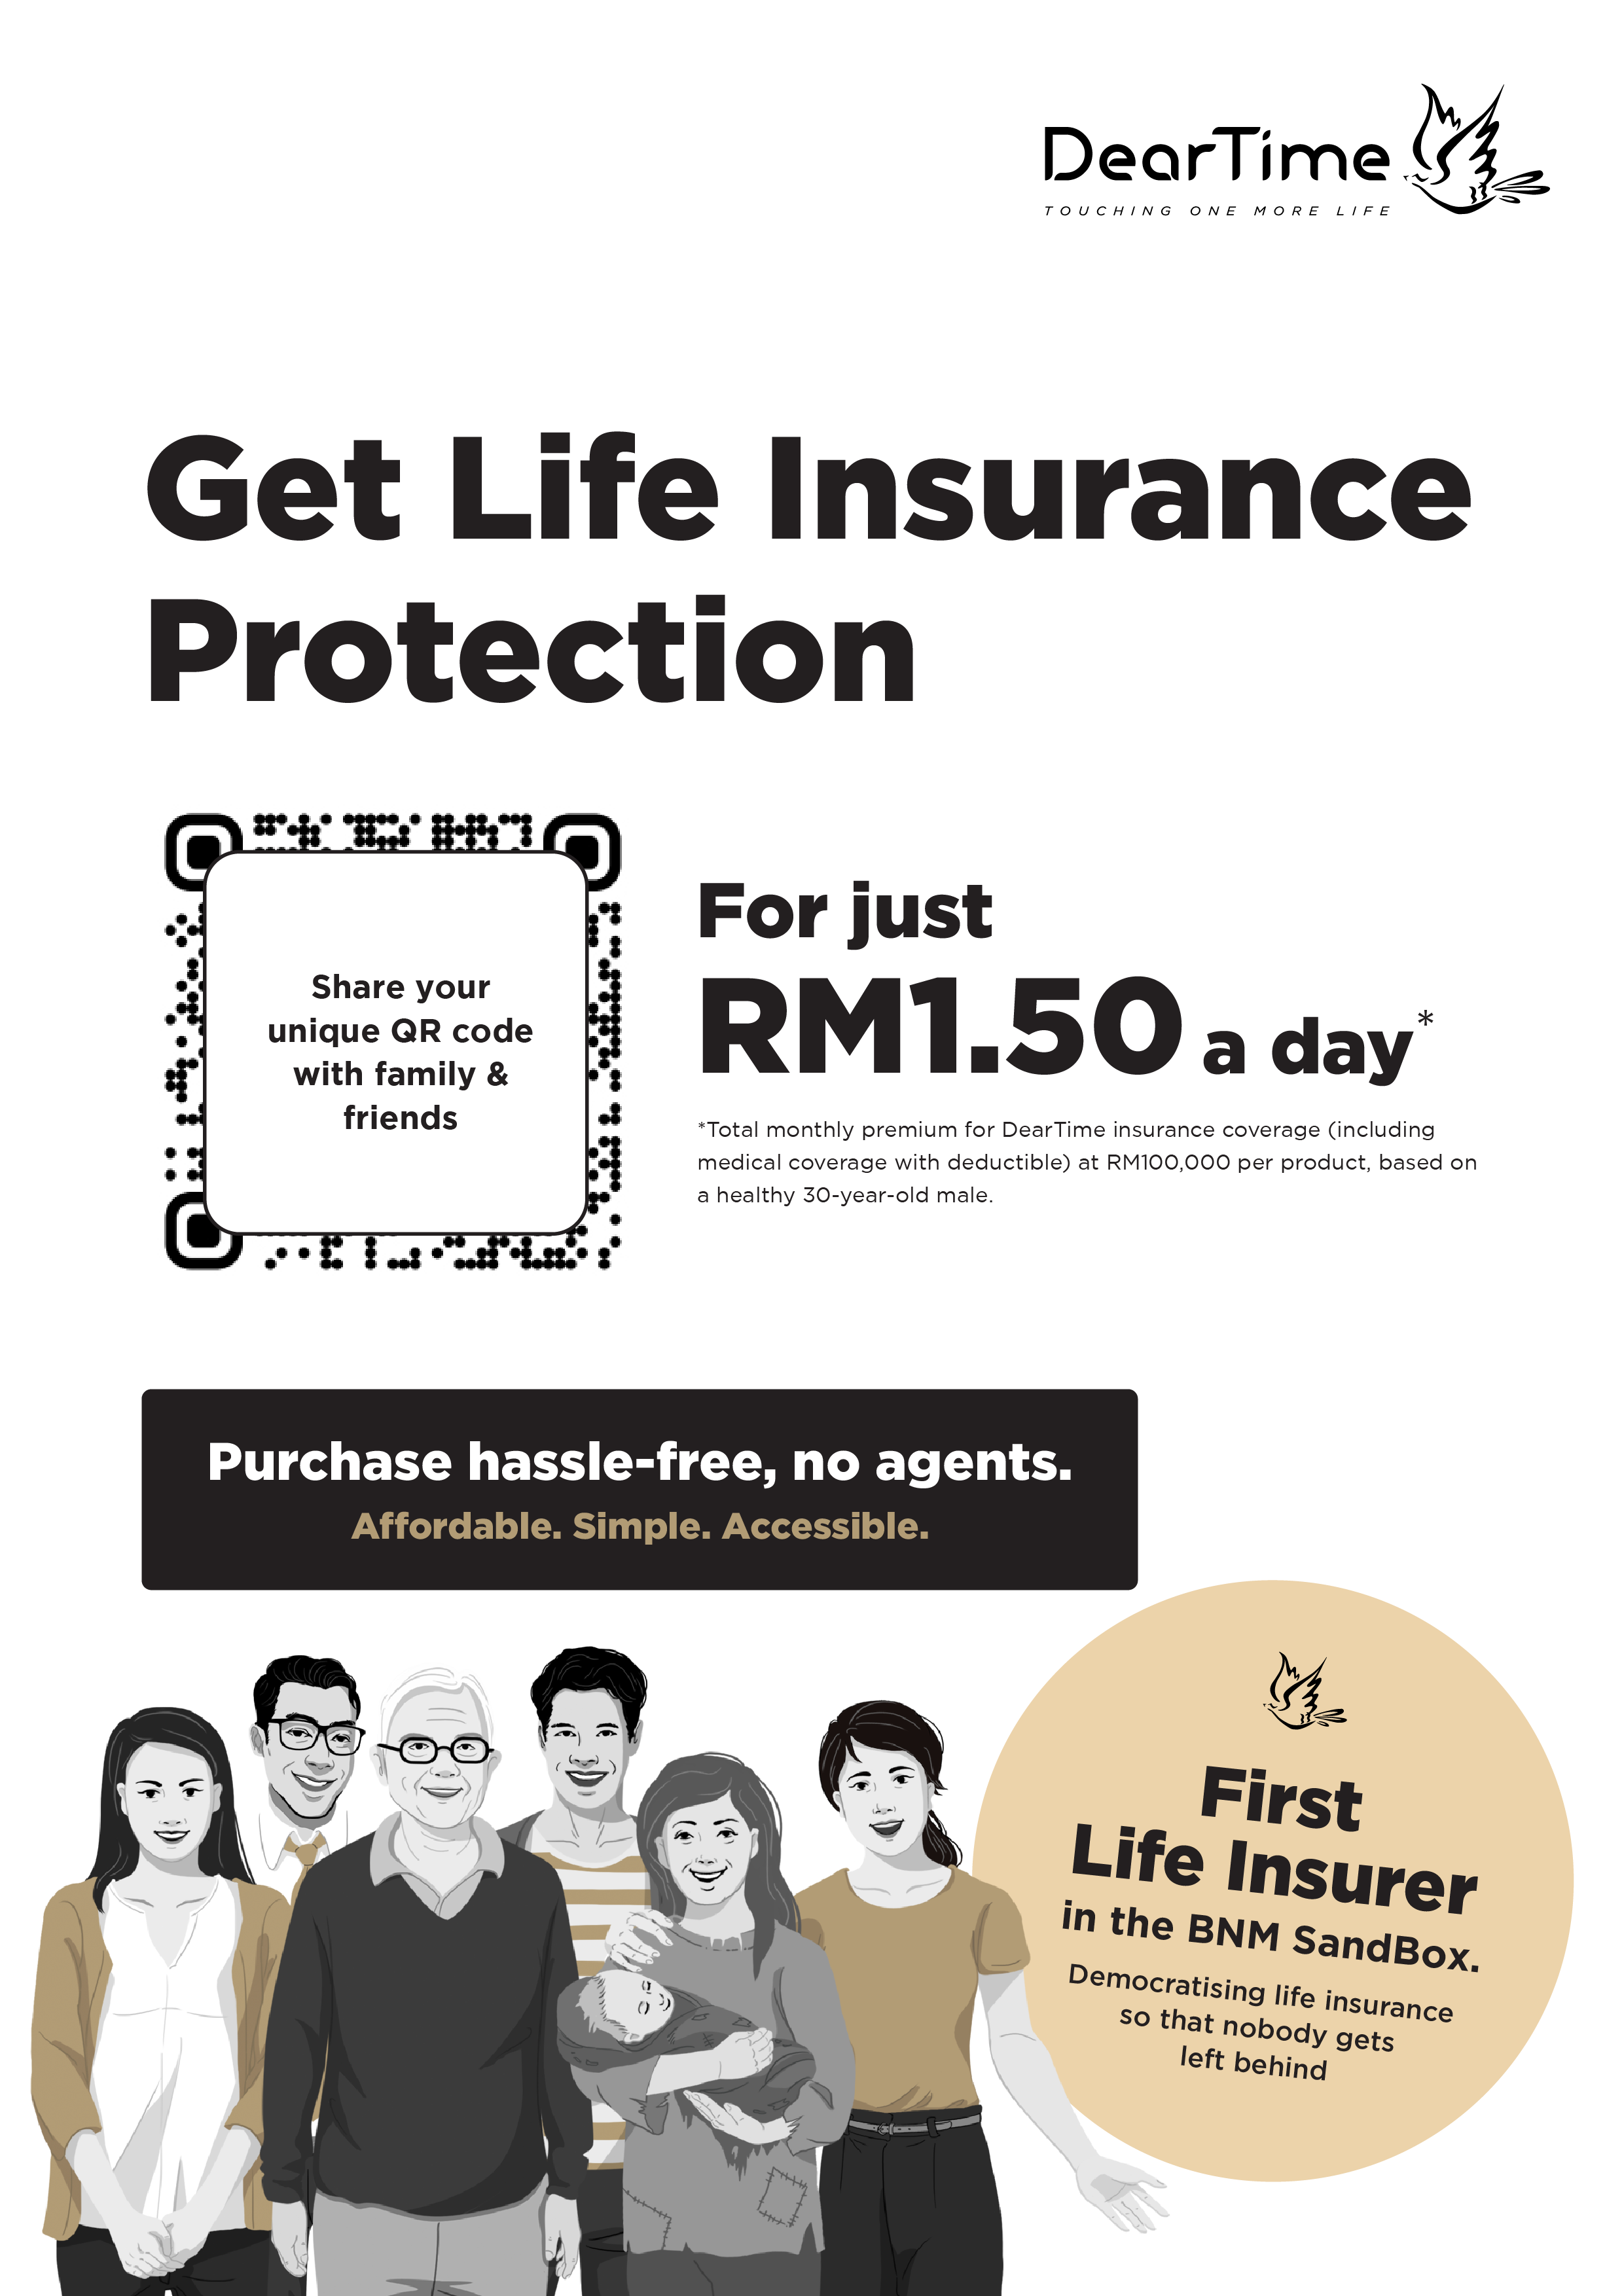 DearTime
TOUCHING ONE MORE LIFE
Get Life Insurance
Protection
Share your
unique QR code
with family &
friends
For just
RM1.50 a day*
*Total monthly premium for DearTime insurance coverage (including
medical coverage with deductible) at RM100,000 per product, based on
a healthy 30-year-old male.
Purchase hassle-free, no agents.
Affordable. Simple. Accessible.
First
Life Insurer
in the BNM SandBox.
Democratising life insurance
so that nobody gets
left behind